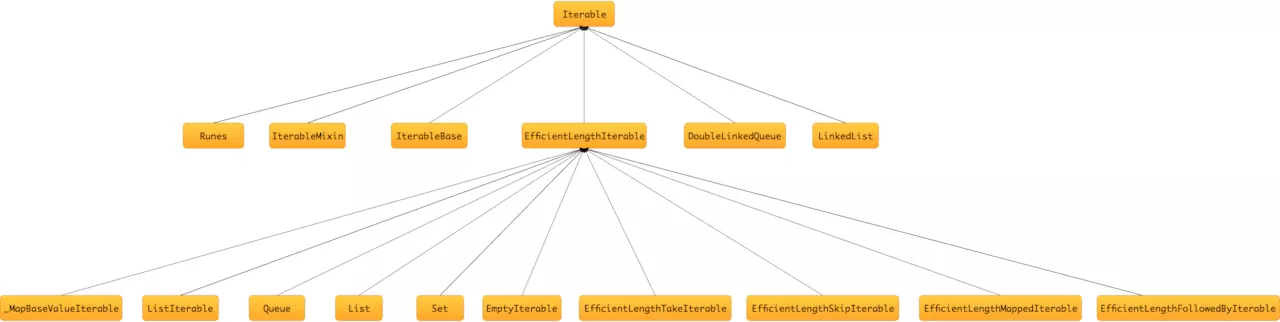 Iterable
Runes
IterableMixin
IterableBase
EfficientLengthIterable
DoubleLinkedQueue
LinkedList
_MapBaseValueIterable
ListIterable
Queue
List
Set
EmptyIterable
EfficientLengthTakeIterable
EfficientLengthSkipIterable
EfficientLengthMappedIterable
EfficientLengthFollowedByIterable